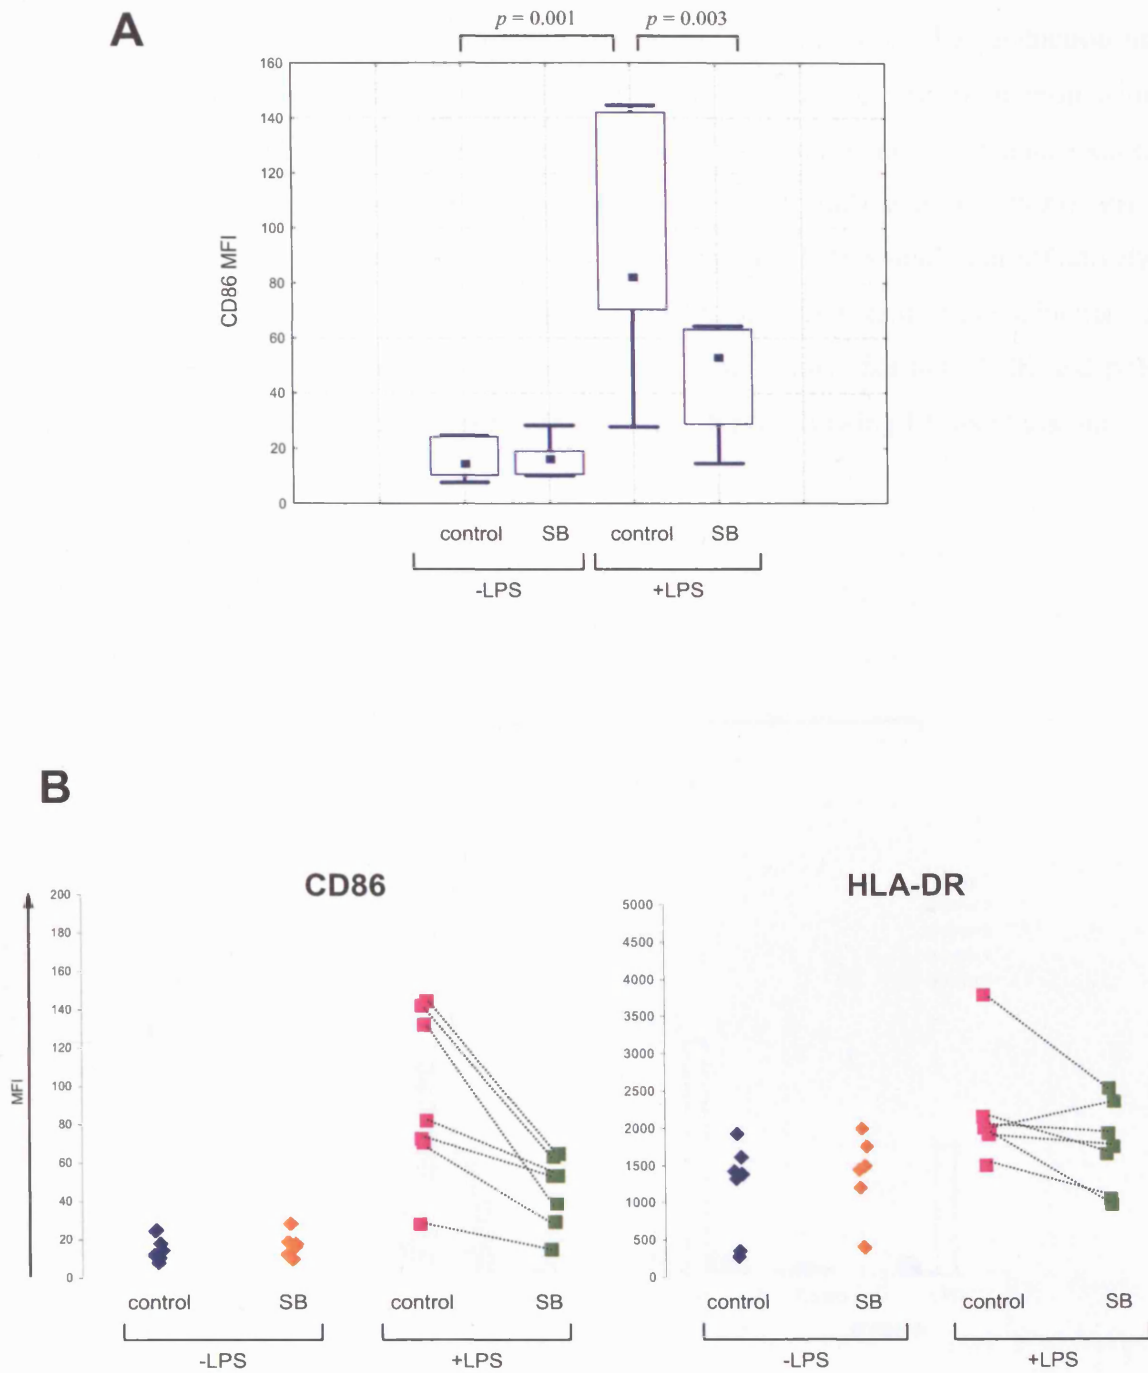 A
p = 0.001
p = 0.003
160
140
120
100
80
60
40
20
0
CD86 MFI
control
SB
control
SB
-LPS
+LPS
B
CD86
200
180
160
140
120
100
80
60
40
20
0
MFI
control
SB
control
SB
-LPS
+LPS
HLA-DR
5000
4500
4000
3500
3000
2500
2000
1500
1000
500
0
control
SB
control
SB
-LPS
+LPS